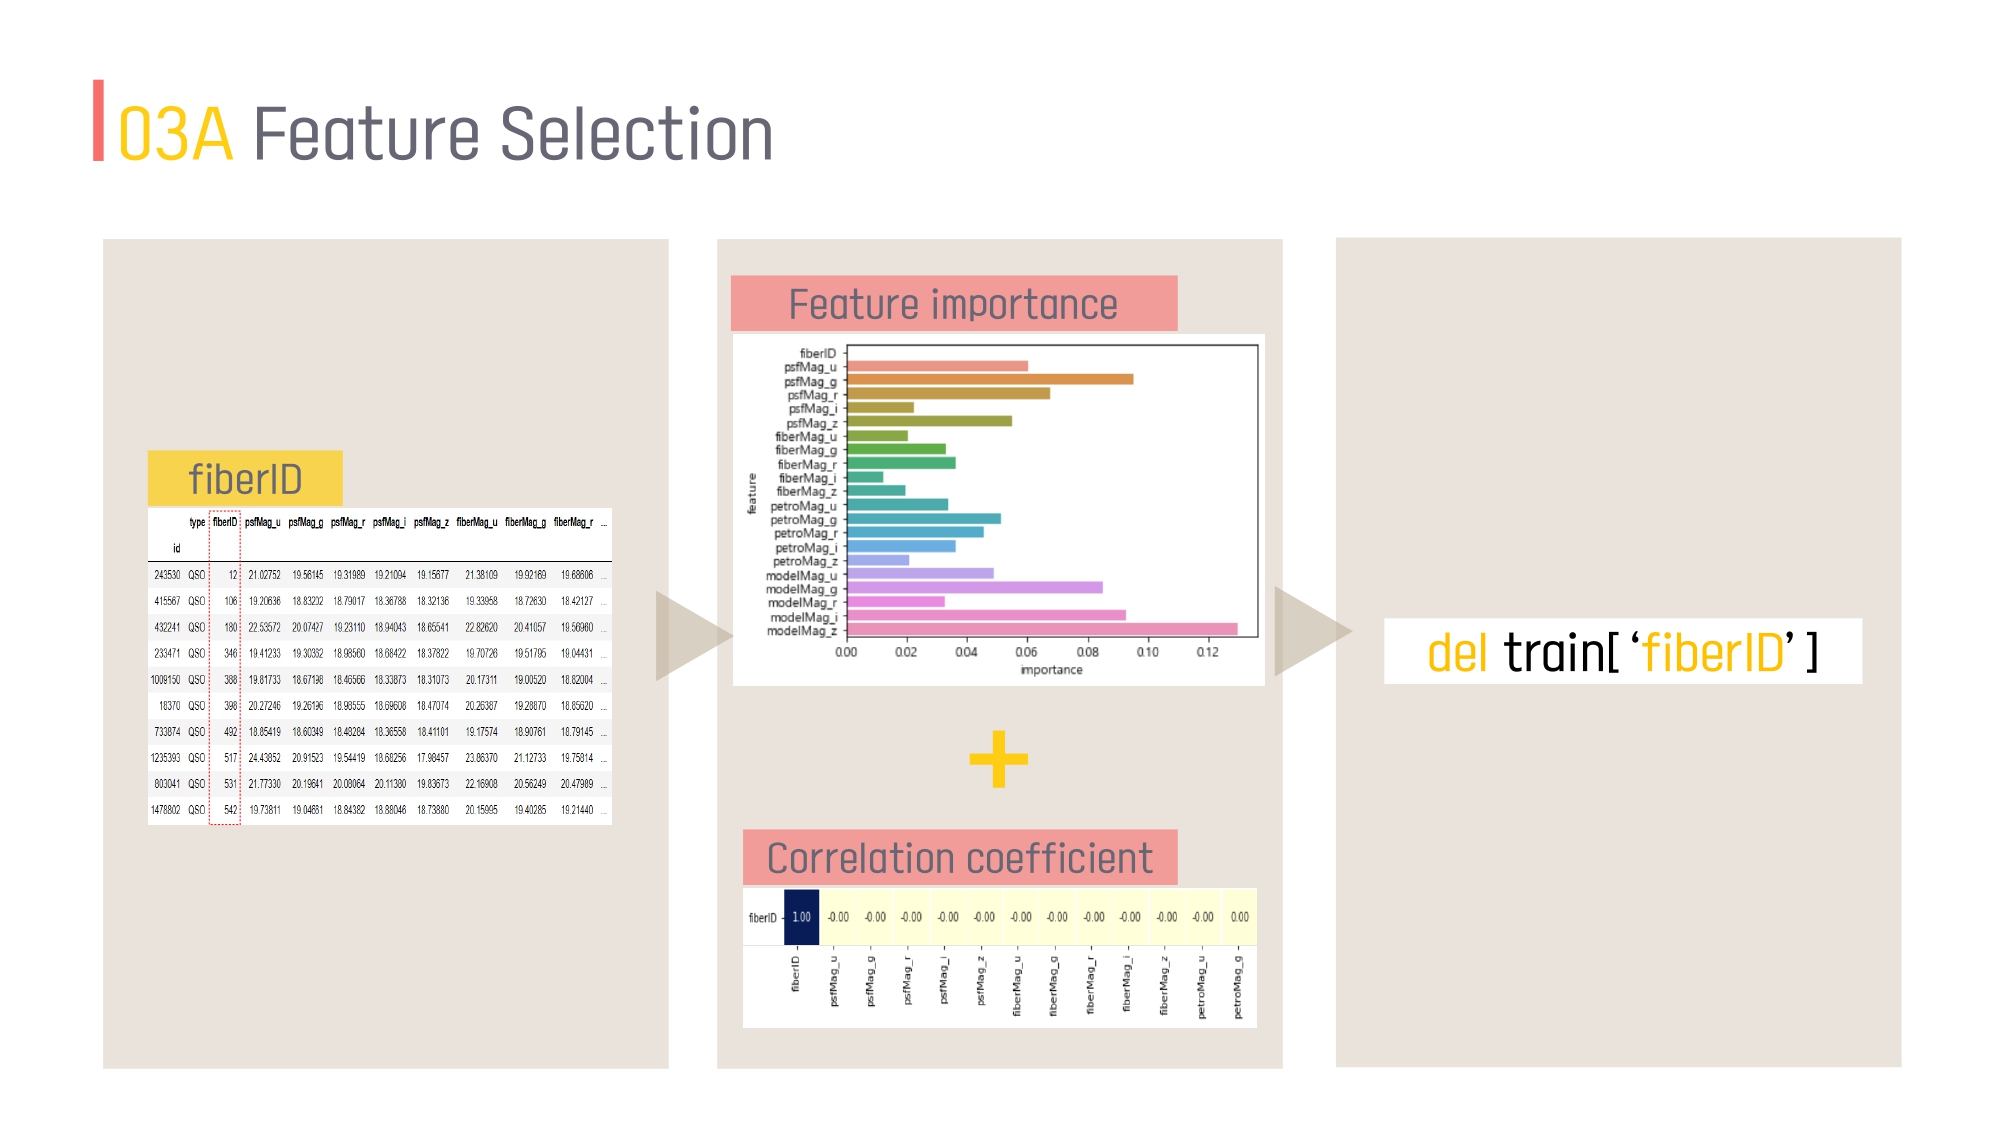 03A Feature Selection
fiberID
type fiberID psfMag_u psfMag_g psfMag_r psfMag_i psfMag_z fiberMag_u fiberMag_g fiberMag_r ...
id
243530 QSO 12 21.02752 19.56145 19.31989 19.21094 19.15677 21.38109 19.92169 19.68606 ...
415567 QSO 106 19.20636 18.83202 18.79017 18.36788 18.32136 19.33958 18.72630 18.42127 ...
432241 QSO 180 22.53572 20.07427 19.23110 18.94043 18.65541 22.82620 20.41057 19.56960 ...
233471 QSO 346 19.41233 19.30362 18.98560 18.68422 18.37822 19.70726 19.51795 19.04431 ...
1009150 QSO 388 19.81733 18.67198 18.46566 18.33873 18.31073 20.17311 19.00520 18.82004 ...
18370 QSO 398 20.27246 19.26196 18.98555 18.69608 18.47074 20.26387 19.28870 18.85620 ...
733874 QSO 492 18.85419 18.60349 18.48284 18.36558 18.41101 19.17574 18.90761 18.79145 ...
1235393 QSO 517 24.43852 20.91523 19.54419 18.68256 17.98457 23.86370 21.12733 19.75814 ...
803041 QSO 531 21.77330 20.19641 20.08064 20.11380 19.83673 22.16908 20.56249 20.47989 ...
1478802 QSO 542 19.73811 19.04661 18.84382 18.88046 18.73880 20.15995 19.40285 19.21440 ...
Feature importance
feature
fiberID
psfMag_u
psfMag_g
psfMag_r
psfMag_i
psfMag_z
fiberMag_u
fiberMag_g
fiberMag_r
fiberMag_i
fiberMag_z
petroMag_u
petroMag_g
petroMag_r
petroMag_i
petroMag_z
modelMag_u
modelMag_g
modelMag_r
modelMag_i
modelMag_z
0.00 0.02 0.04 0.06 0.08 0.10 0.12
importance
+
Correlation coefficient
fiberID 1.00 -0.00 -0.00 -0.00 -0.00 -0.00 -0.00 -0.00 -0.00 -0.00 -0.00 -0.00 0.00
fiberID psfMag_u psfMag_g psfMag_r psfMag_i psfMag_z fiberMag_u fiberMag_g fiberMag_r fiberMag_i fiberMag_z petroMag_u petroMag_g
del train[ ‘fiberID’ ]